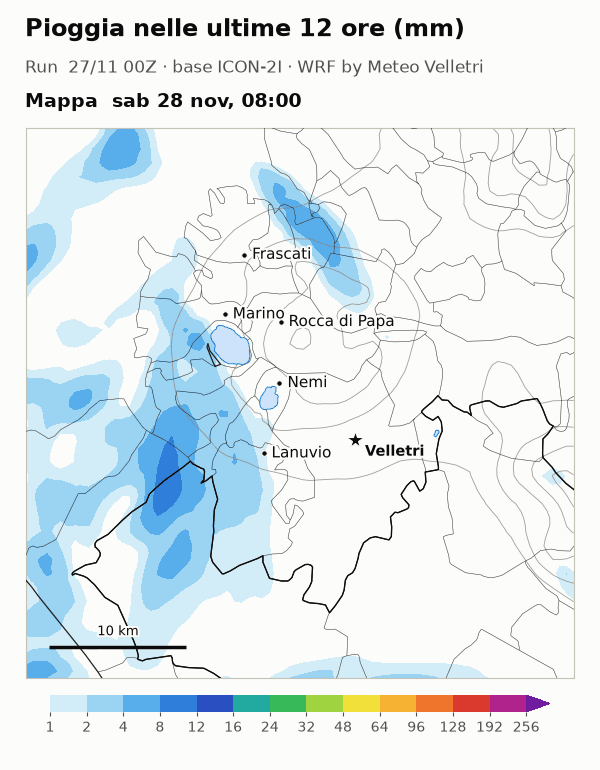 Pioggia nelle ultime 12 ore (mm)
Run  27/11 00Z · base ICON-2I · WRF by Meteo Velletri
Mappa  sab 28 nov, 08:00
Frascati
Marino
Rocca di Papa
Nemi
Velletri
Lanuvio
10 km
1 2 4 8 12 16 24 32 48 64 96 128 192 256